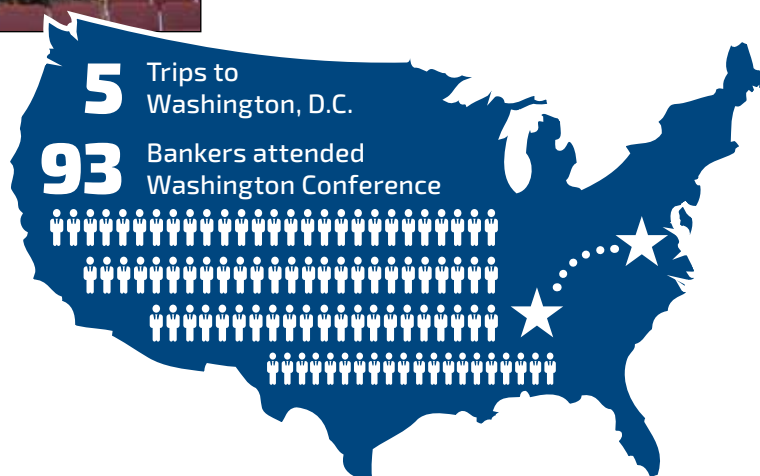 5 Trips to
Washington, D.C.
93 Bankers attended
Washington Conference